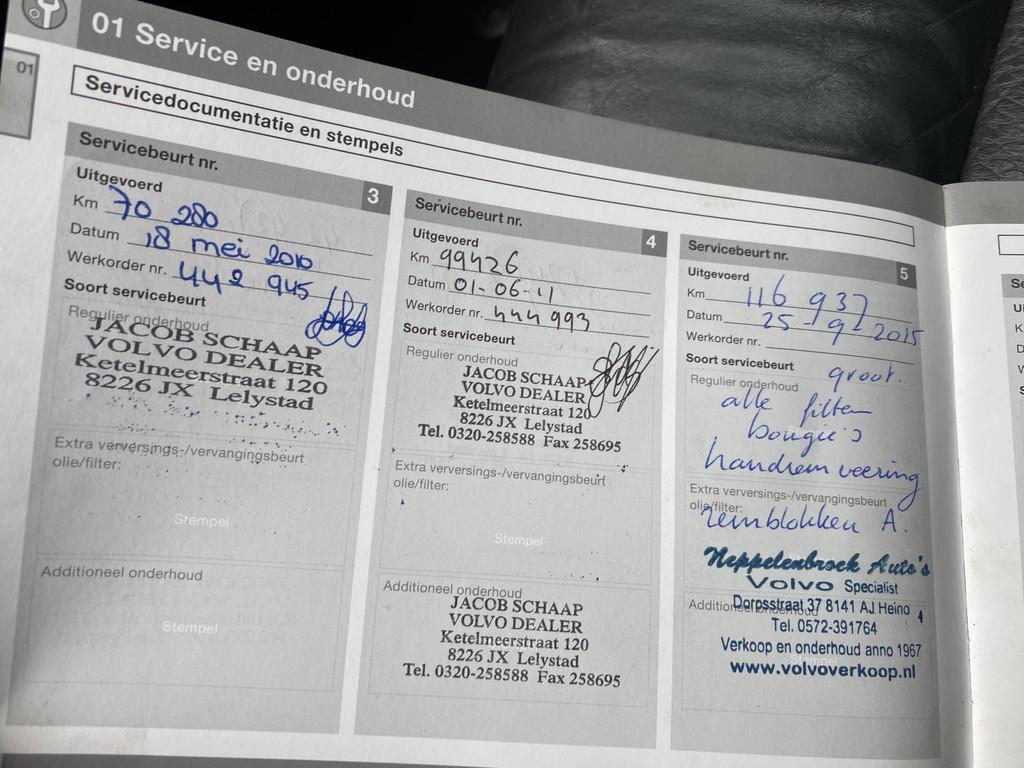 01 Service en onderhoud
01
Servicedocumentatie en stempels
Servicebeurt nr.
3
Uitgevoerd
Km 70 280
Datum 18 mei 2010
Werkorder nr. 442 945
Soort servicebeurt
Regulier onderhoud
JACOB SCHAAP
VOLVO DEALER
Ketelmeerstraat 120
8226 JX Lelystad
Extra verversings-/vervangingsbeurt
olie/filter:
Stempel
Additioneel onderhoud
Stempel
Servicebeurt nr.
4
Uitgevoerd
Km 99426
Datum 01-06-11
Werkorder nr. 444 993
Soort servicebeurt
Regulier onderhoud
JACOB SCHAAP
VOLVO DEALER
Ketelmeerstraat 120
8226 JX Lelystad
Tel. 0320-258588 Fax 258695
Extra verversings-/vervangingsbeurt
olie/filter:
Stempel
Additioneel onderhoud
JACOB SCHAAP
VOLVO DEALER
Ketelmeerstraat 120
8226 JX Lelystad
Tel. 0320-258588 Fax 258695
Servicebeurt nr.
5
Uitgevoerd
Km 116 937
Datum 25-9-2015
Werkorder nr.
Soort servicebeurt
groot.
Regulier onderhoud
alle filters
bougie's
handrem veering
Extra verversings-/vervangingsbeurt
olie/filter:
remblokken A.
Neppelenbroek Auto's
Volvo Specialist
Additioneel onderhoud
Dorpsstraat 37 8141 AJ Heino
Tel. 0572-391764
Verkoop en onderhoud anno 1967
www.volvoverkoop.nl